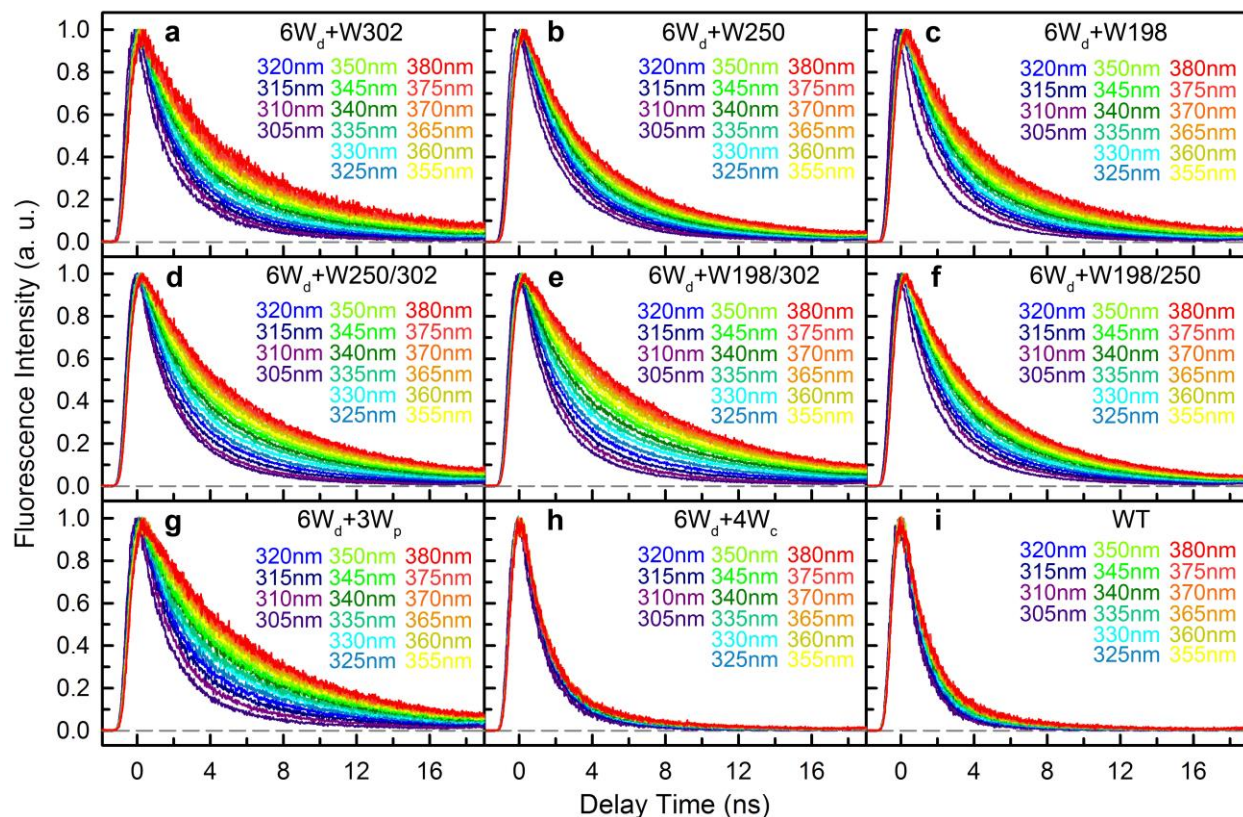 Fluorescence Intensity (a. u.)
a 6Wd+W302
320nm 350nm 380nm
315nm 345nm 375nm
310nm 340nm 370nm
305nm 335nm 365nm
330nm 360nm
325nm 355nm
b 6Wd+W250
320nm 350nm 380nm
315nm 345nm 375nm
310nm 340nm 370nm
305nm 335nm 365nm
330nm 360nm
325nm 355nm
c 6Wd+W198
320nm 350nm 380nm
315nm 345nm 375nm
310nm 340nm 370nm
305nm 335nm 365nm
330nm 360nm
325nm 355nm
1.0
0.8
0.6
0.4
0.2
0.0
d 6Wd+W250/302
320nm 350nm 380nm
315nm 345nm 375nm
310nm 340nm 370nm
305nm 335nm 365nm
330nm 360nm
325nm 355nm
e 6Wd+W198/302
320nm 350nm 380nm
315nm 345nm 375nm
310nm 340nm 370nm
305nm 335nm 365nm
330nm 360nm
325nm 355nm
f 6Wd+W198/250
320nm 350nm 380nm
315nm 345nm 375nm
310nm 340nm 370nm
305nm 335nm 365nm
330nm 360nm
325nm 355nm
1.0
0.8
0.6
0.4
0.2
0.0
g 6Wd+3Wp
320nm 350nm 380nm
315nm 345nm 375nm
310nm 340nm 370nm
305nm 335nm 365nm
330nm 360nm
325nm 355nm
h 6Wd+4Wc
320nm 350nm 380nm
315nm 345nm 375nm
310nm 340nm 370nm
305nm 335nm 365nm
330nm 360nm
325nm 355nm
i WT
320nm 350nm 380nm
315nm 345nm 375nm
310nm 340nm 370nm
305nm 335nm 365nm
330nm 360nm
325nm 355nm
1.0
0.8
0.6
0.4
0.2
0.0
0 4 8 12 16
0 4 8 12 16
0 4 8 12 16
Delay Time (ns)